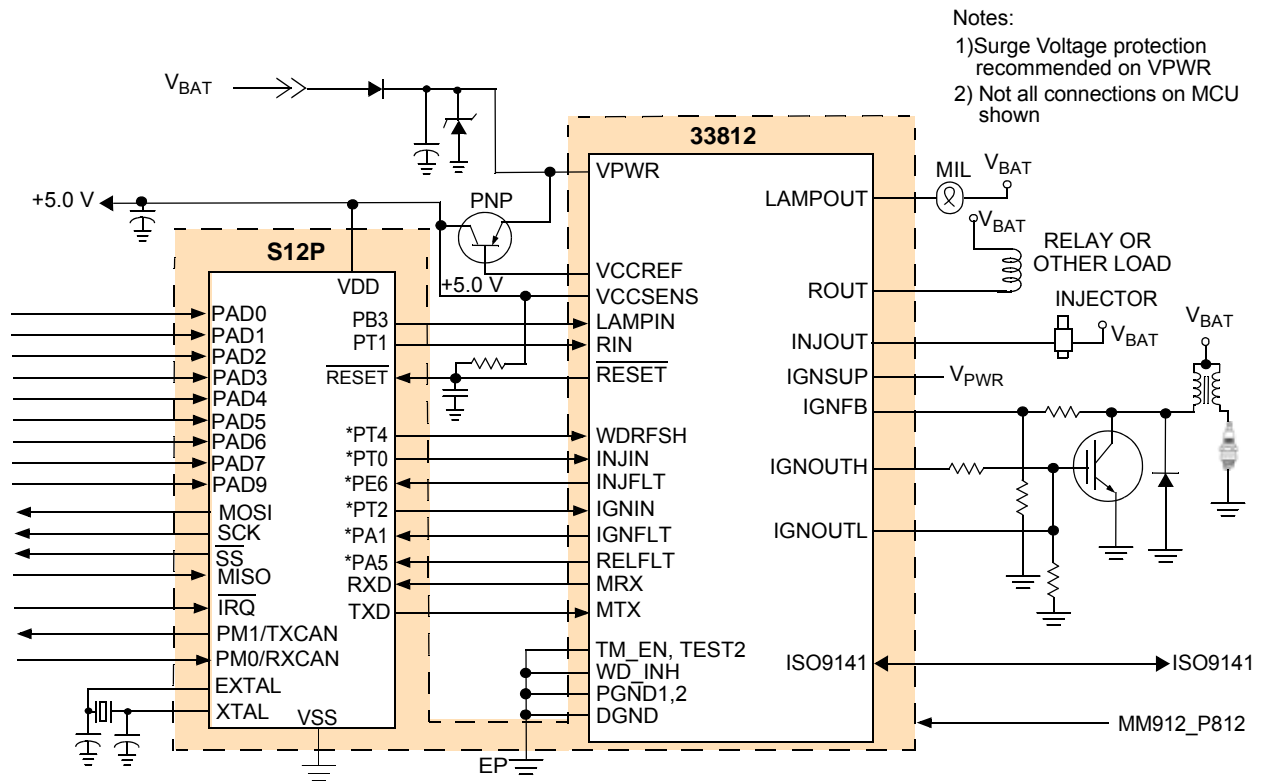 Notes:
1)Surge Voltage protection
recommended on VPWR
2) Not all connections on MCU
shown
VBAT
33812
VPWR
LAMPOUT
MIL
VBAT
+5.0 V
PNP
VBAT
S12P
RELAY OR
OTHER LOAD
VDD
+5.0 V
VCCREF
VCCSENS
ROUT
INJECTOR
PAD0
PAD1
PAD2
PAD3
PAD4
PAD5
PAD6
PAD7
PAD9
MOSI
SCK
SS
MISO
IRQ
PM1/TXCAN
PM0/RXCAN
EXTAL
XTAL
VSS
PB3
PT1
RESET
*PT4
*PT0
*PE6
*PT2
*PA1
*PA5
RXD
TXD
LAMPIN
RIN
RESET
WDRFSH
INJIN
INJFLT
IGNIN
IGNFLT
RELFLT
MRX
MTX
TM_EN, TEST2
WD_INH
PGND1,2
DGND
EP
INJOUT
VBAT
VBAT
IGNSUP
VPWR
IGNFB
IGNOUTH
IGNOUTL
ISO9141
ISO9141
MM912_P812